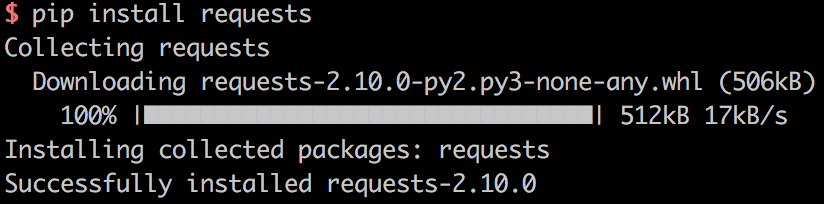 $ pip install requests
Collecting requests
  Downloading requests-2.10.0-py2.py3-none-any.whl (506kB)
    100% |████████████████████████████████| 512kB 17kB/s
Installing collected packages: requests
Successfully installed requests-2.10.0